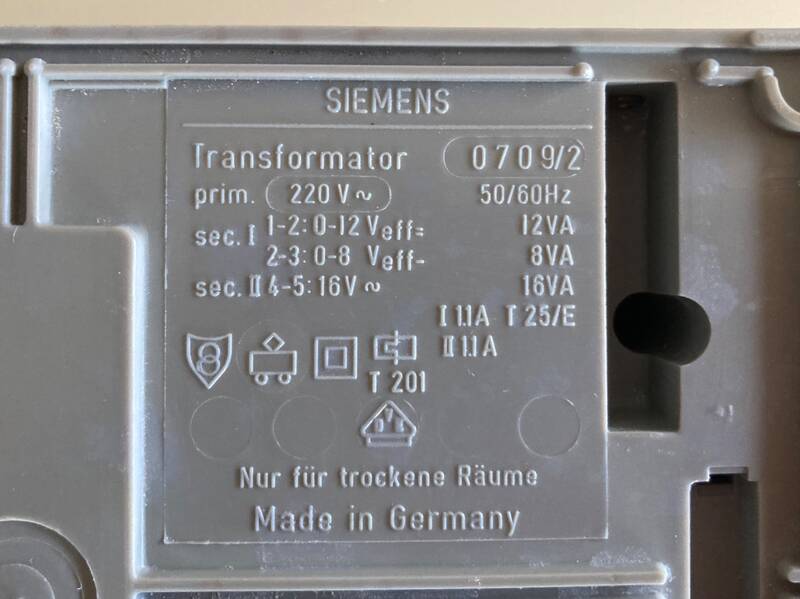 SIEMENS
Transformator 0709/2
prim. 220 V ~ 50/60Hz
sec. I 1-2: 0-12 Veff= 12VA
2-3: 0-8 Veff- 8VA
sec. II 4-5: 16V ~ 16VA
I 1.1A T 25/E
II 1.1A
T 201
VDE
Nur für trockene Räume
Made in Germany